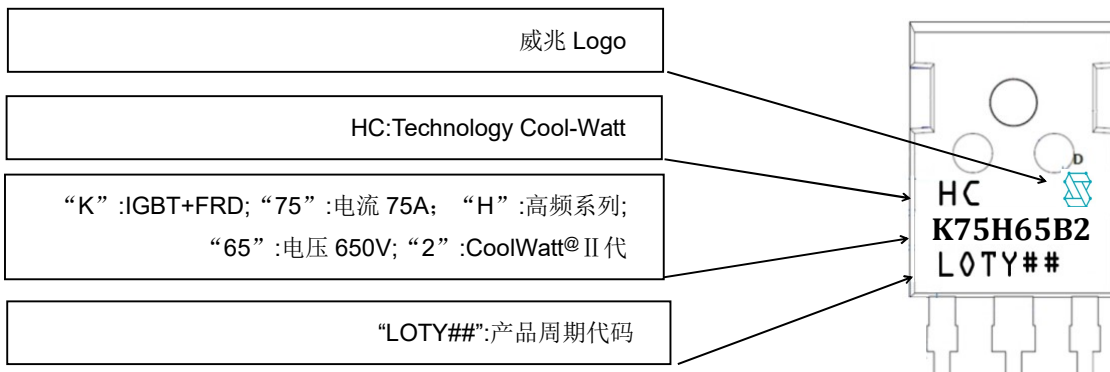 威兆 Logo
HC:Technology Cool-Watt
“K”:IGBT+FRD; “75”:电流 75A; “H”:高频系列;
“65”:电压 650V; “2”:CoolWatt@Ⅱ代
“LOTY##”:产品周期代码
D
HC
K75H65B2
LOTY##